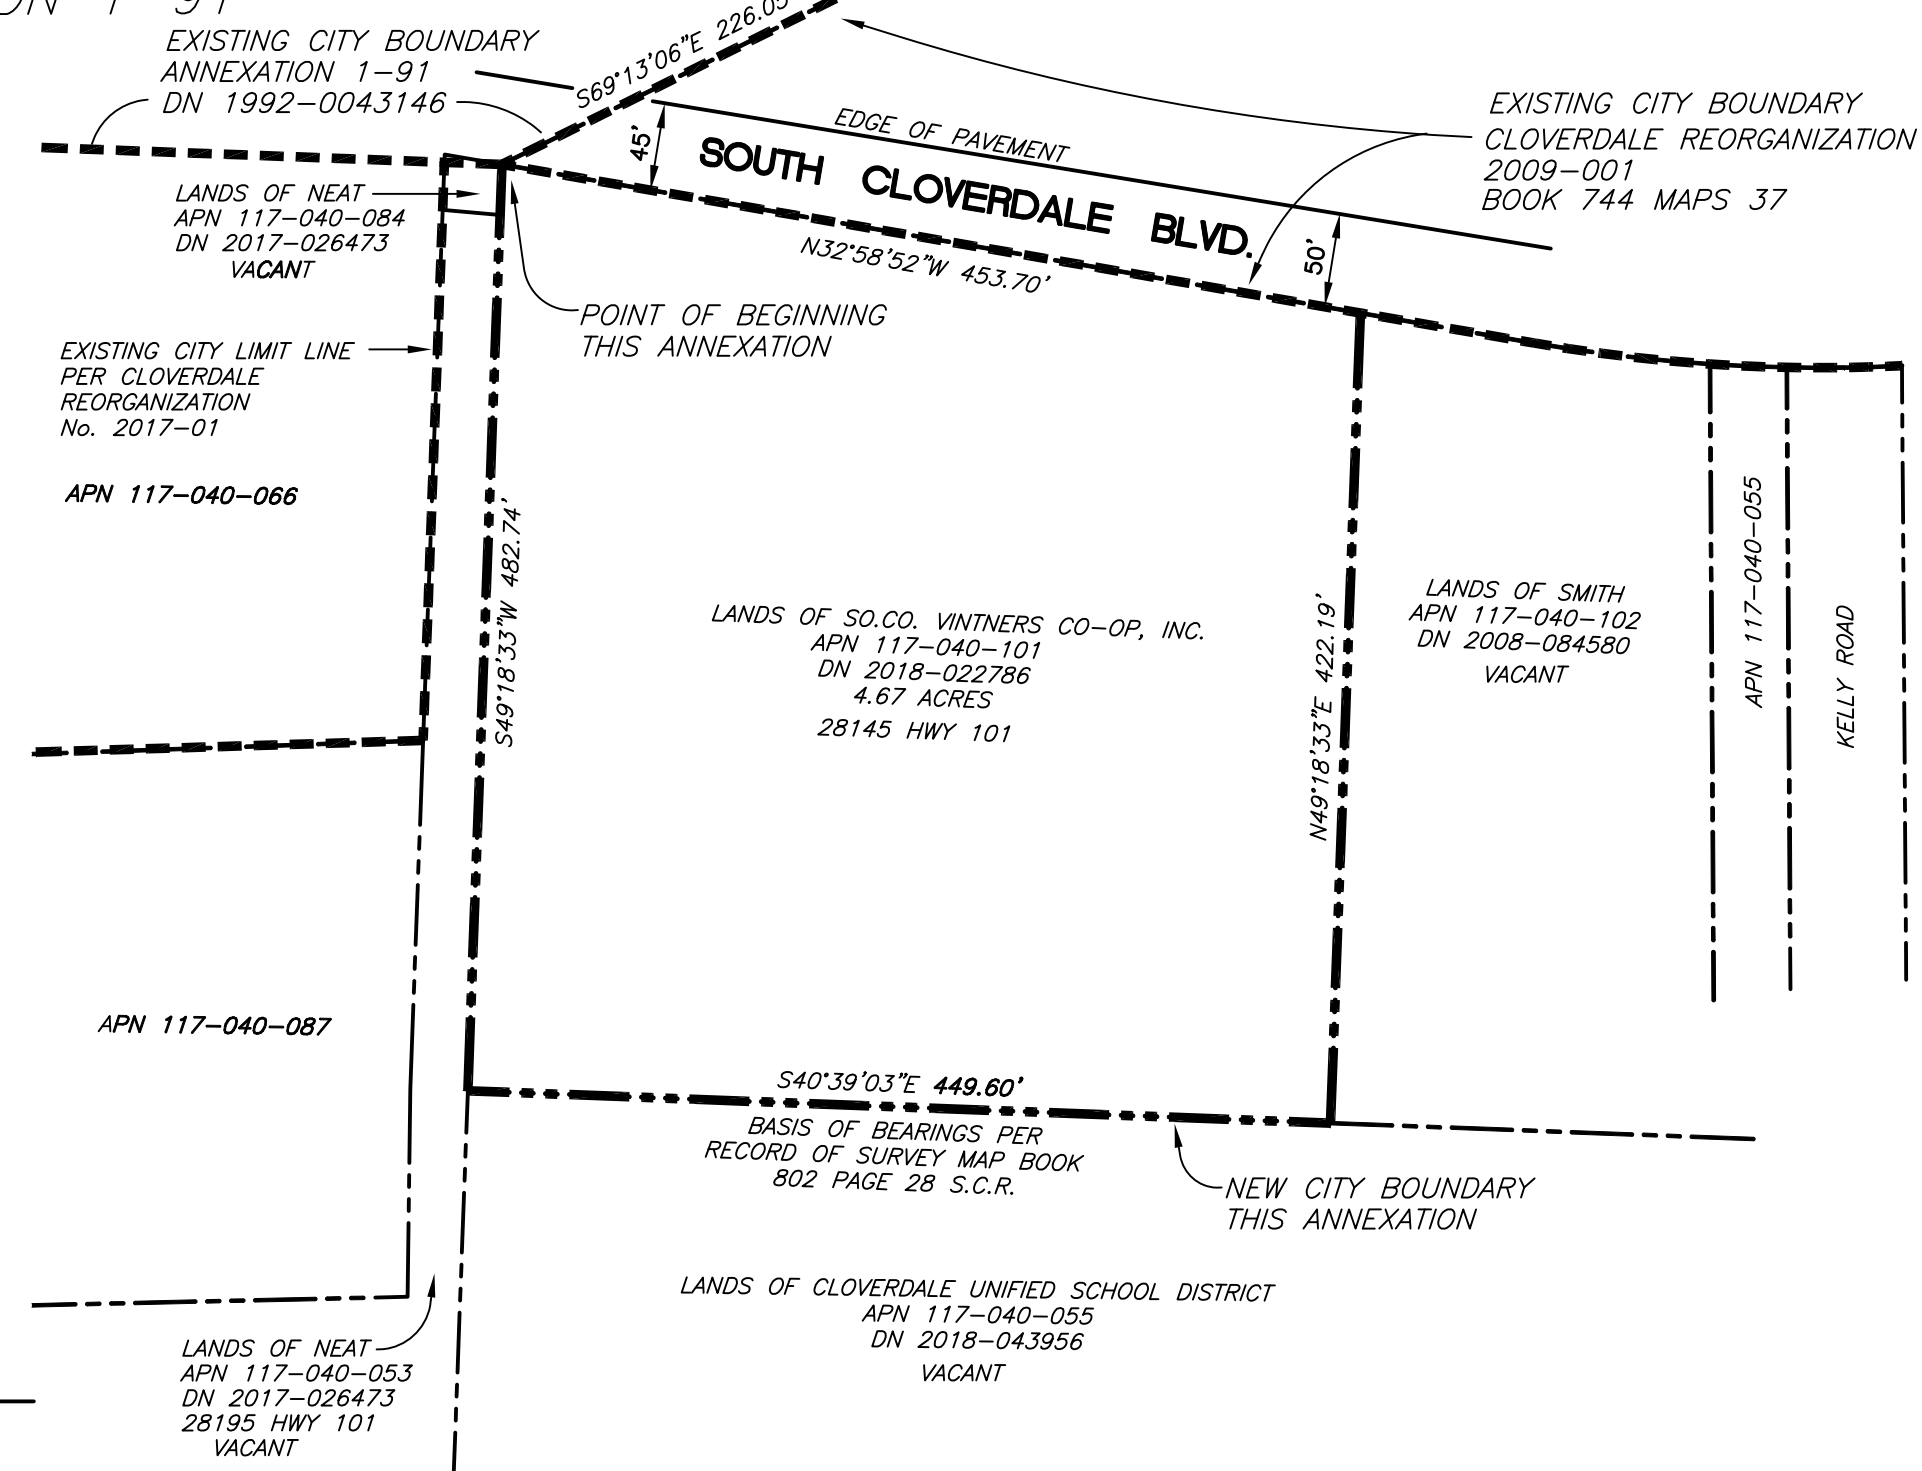 DN 1-91
EXISTING CITY BOUNDARY
ANNEXATION 1-91
DN 1992-0043146
S69°13'06"E 226.05'
45'
EDGE OF PAVEMENT
SOUTH CLOVERDALE BLVD.
N32°58'52"W 453.70'
50'
EXISTING CITY BOUNDARY
CLOVERDALE REORGANIZATION
2009-001
BOOK 744 MAPS 37
LANDS OF NEAT
APN 117-040-084
DN 2017-026473
VACANT
POINT OF BEGINNING
THIS ANNEXATION
EXISTING CITY LIMIT LINE
PER CLOVERDALE
REORGANIZATION
No. 2017-01
APN 117-040-066
S49°18'33"W 482.74'
LANDS OF SO.CO. VINTNERS CO-OP, INC.
APN 117-040-101
DN 2018-022786
4.67 ACRES
28145 HWY 101
N49°18'33"E 422.19'
LANDS OF SMITH
APN 117-040-102
DN 2008-084580
VACANT
APN 117-040-055
KELLY ROAD
APN 117-040-087
S40°39'03"E 449.60'
BASIS OF BEARINGS PER
RECORD OF SURVEY MAP BOOK
802 PAGE 28 S.C.R.
NEW CITY BOUNDARY
THIS ANNEXATION
LANDS OF CLOVERDALE UNIFIED SCHOOL DISTRICT
APN 117-040-055
DN 2018-043956
VACANT
LANDS OF NEAT
APN 117-040-053
DN 2017-026473
28195 HWY 101
VACANT